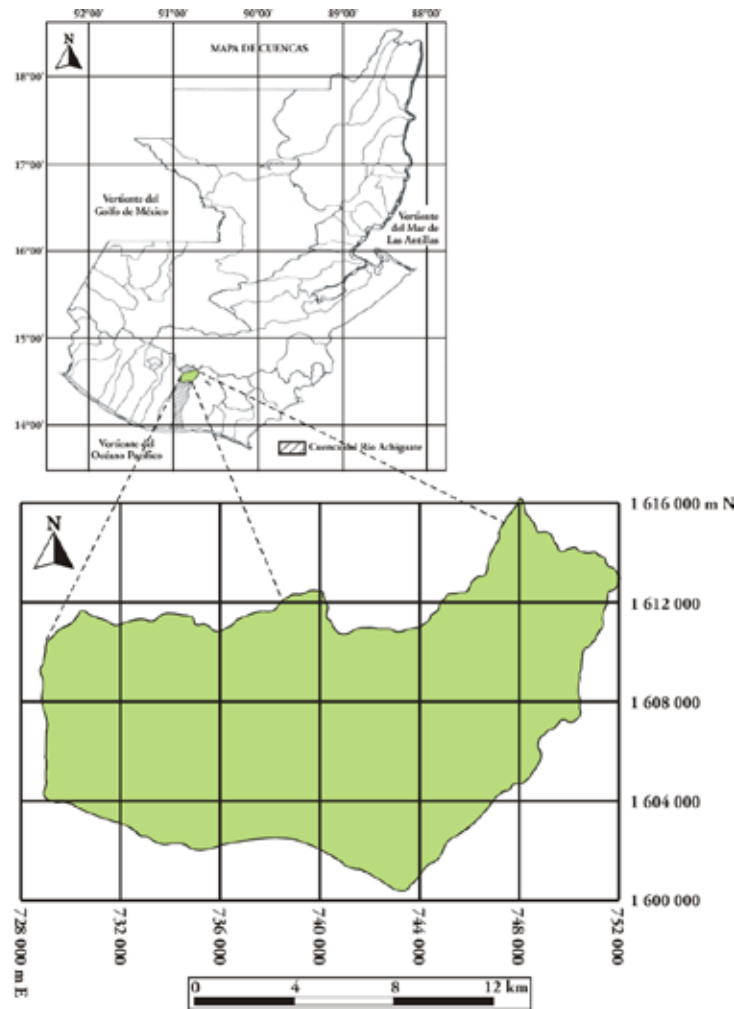 92°00' 91°00' 90°00' 89°00' 88°00'
N
MAPA DE CUENCAS
18°00'
17°00'
Vertiente del
Golfo de México
Vertiente
del Mar de
Las Antillas
16°00'
15°00'
14°00'
Vertiente del
Océano Pacífico
Cuenca del Río Achiguate
N
1 616 000 m N
1 612 000
1 608 000
1 604 000
1 600 000
728 000 m E
732 000
736 000
740 000
744 000
748 000
752 000
0 4 8 12 km